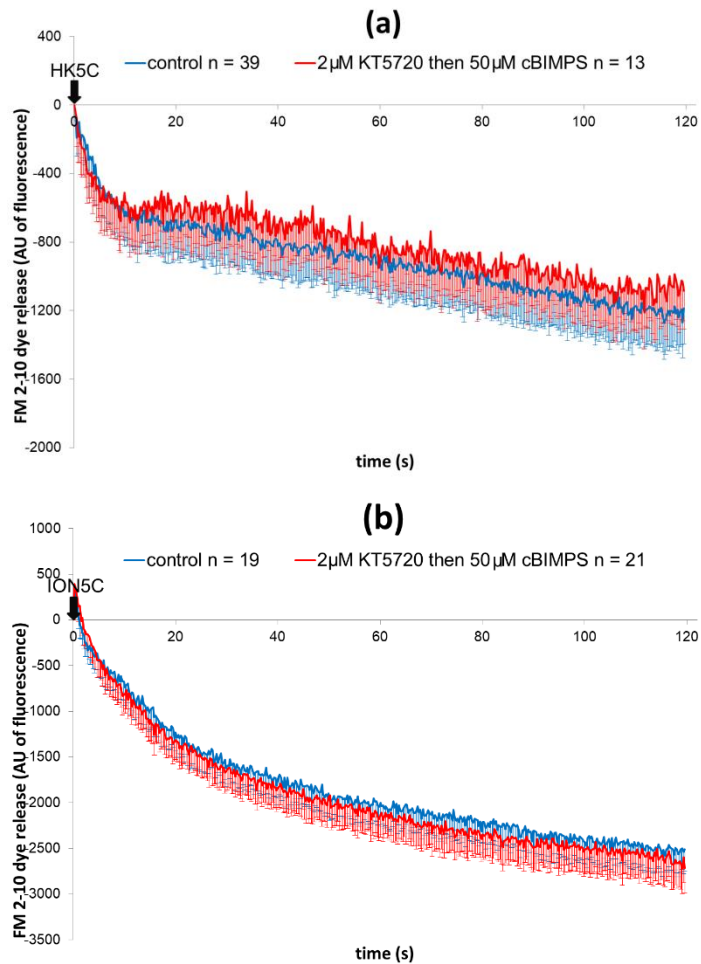 (a)
400
control n = 39 2µM KT5720 then 50µM cBIMPS n = 13
HK5C
0
0 20 40 60 80 100 120
-400
-800
-1200
-1600
-2000
FM 2-10 dye release (AU of fluorescence)
time (s)
(b)
1000
control n = 19 2µM KT5720 then 50µM cBIMPS n = 21
500
ION5C
0
0 20 40 60 80 100 120
-500
-1000
-1500
-2000
-2500
-3000
-3500
FM 2-10 dye release (AU of fluorescence)
time (s)